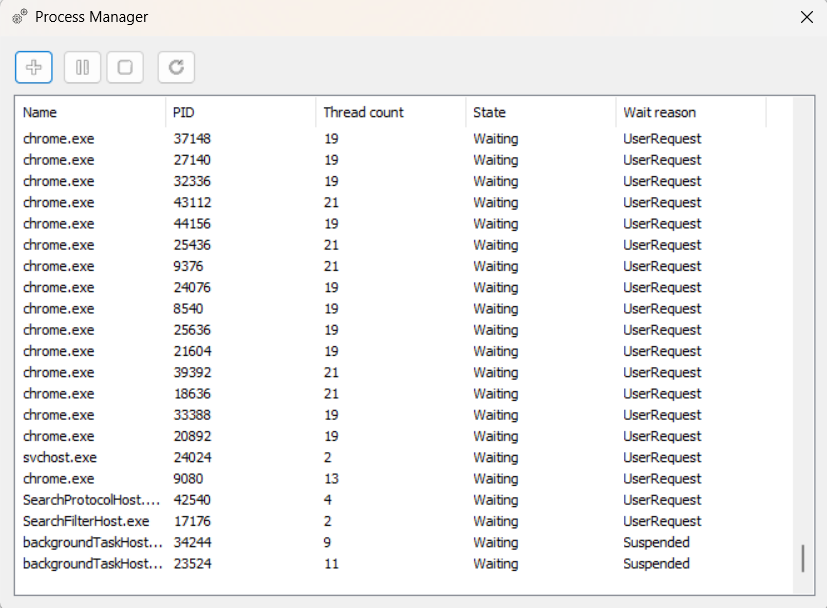 Process Manager
Name PID Thread count State Wait reason
chrome.exe 37148 19 Waiting UserRequest
chrome.exe 27140 19 Waiting UserRequest
chrome.exe 32336 19 Waiting UserRequest
chrome.exe 43112 21 Waiting UserRequest
chrome.exe 44156 19 Waiting UserRequest
chrome.exe 25436 21 Waiting UserRequest
chrome.exe 9376 21 Waiting UserRequest
chrome.exe 24076 19 Waiting UserRequest
chrome.exe 8540 19 Waiting UserRequest
chrome.exe 25636 19 Waiting UserRequest
chrome.exe 21604 19 Waiting UserRequest
chrome.exe 39392 21 Waiting UserRequest
chrome.exe 18636 21 Waiting UserRequest
chrome.exe 33388 19 Waiting UserRequest
chrome.exe 20892 19 Waiting UserRequest
svchost.exe 24024 2 Waiting UserRequest
chrome.exe 9080 13 Waiting UserRequest
SearchProtocolHost.... 42540 4 Waiting UserRequest
SearchFilterHost.exe 17176 2 Waiting UserRequest
backgroundTaskHost... 34244 9 Waiting Suspended
backgroundTaskHost... 23524 11 Waiting Suspended